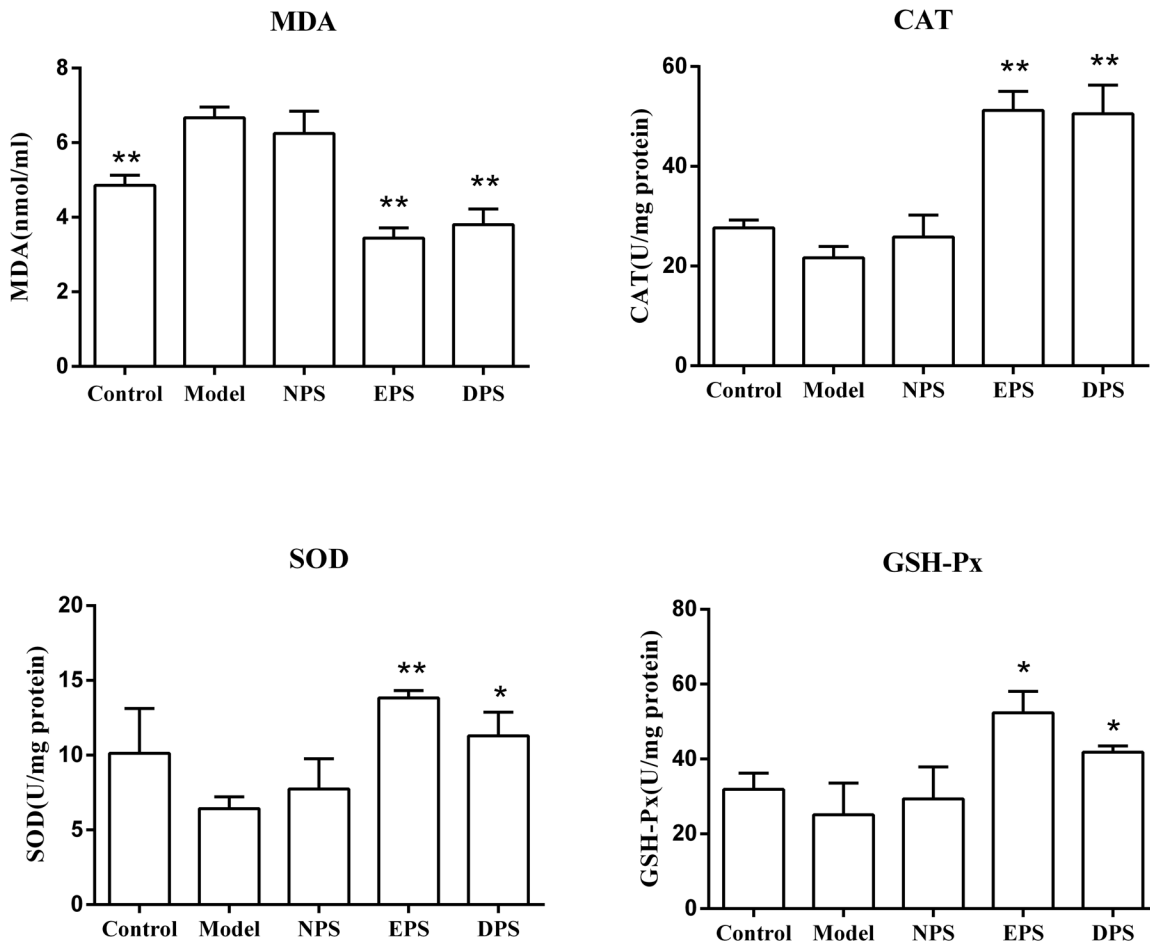 MDA
MDA(nmol/ml)
8
6
4
2
0
**
**
**
Control Model NPS EPS DPS
CAT
CAT(U/mg protein)
60
40
20
0
**
**
Control Model NPS EPS DPS
SOD
SOD(U/mg protein)
20
15
10
5
0
**
*
Control Model NPS EPS DPS
GSH-Px
GSH-Px(U/mg protein)
80
60
40
20
0
*
*
Control Model NPS EPS DPS